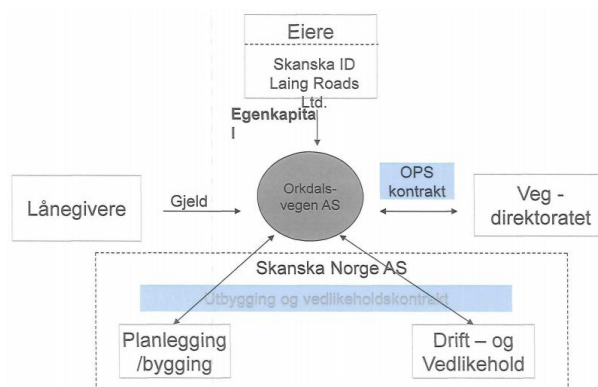 Eiere
Skanska ID
Laing Roads
Ltd.
Egenkapita
l
Orkdals-
vegen AS
OPS
kontrakt
Lånegivere
Gjeld
Veg -
direktoratet
Skanska Norge AS
Utbygging og vedlikeholdskontrakt
Planlegging
/bygging
Drift – og
Vedlikehold